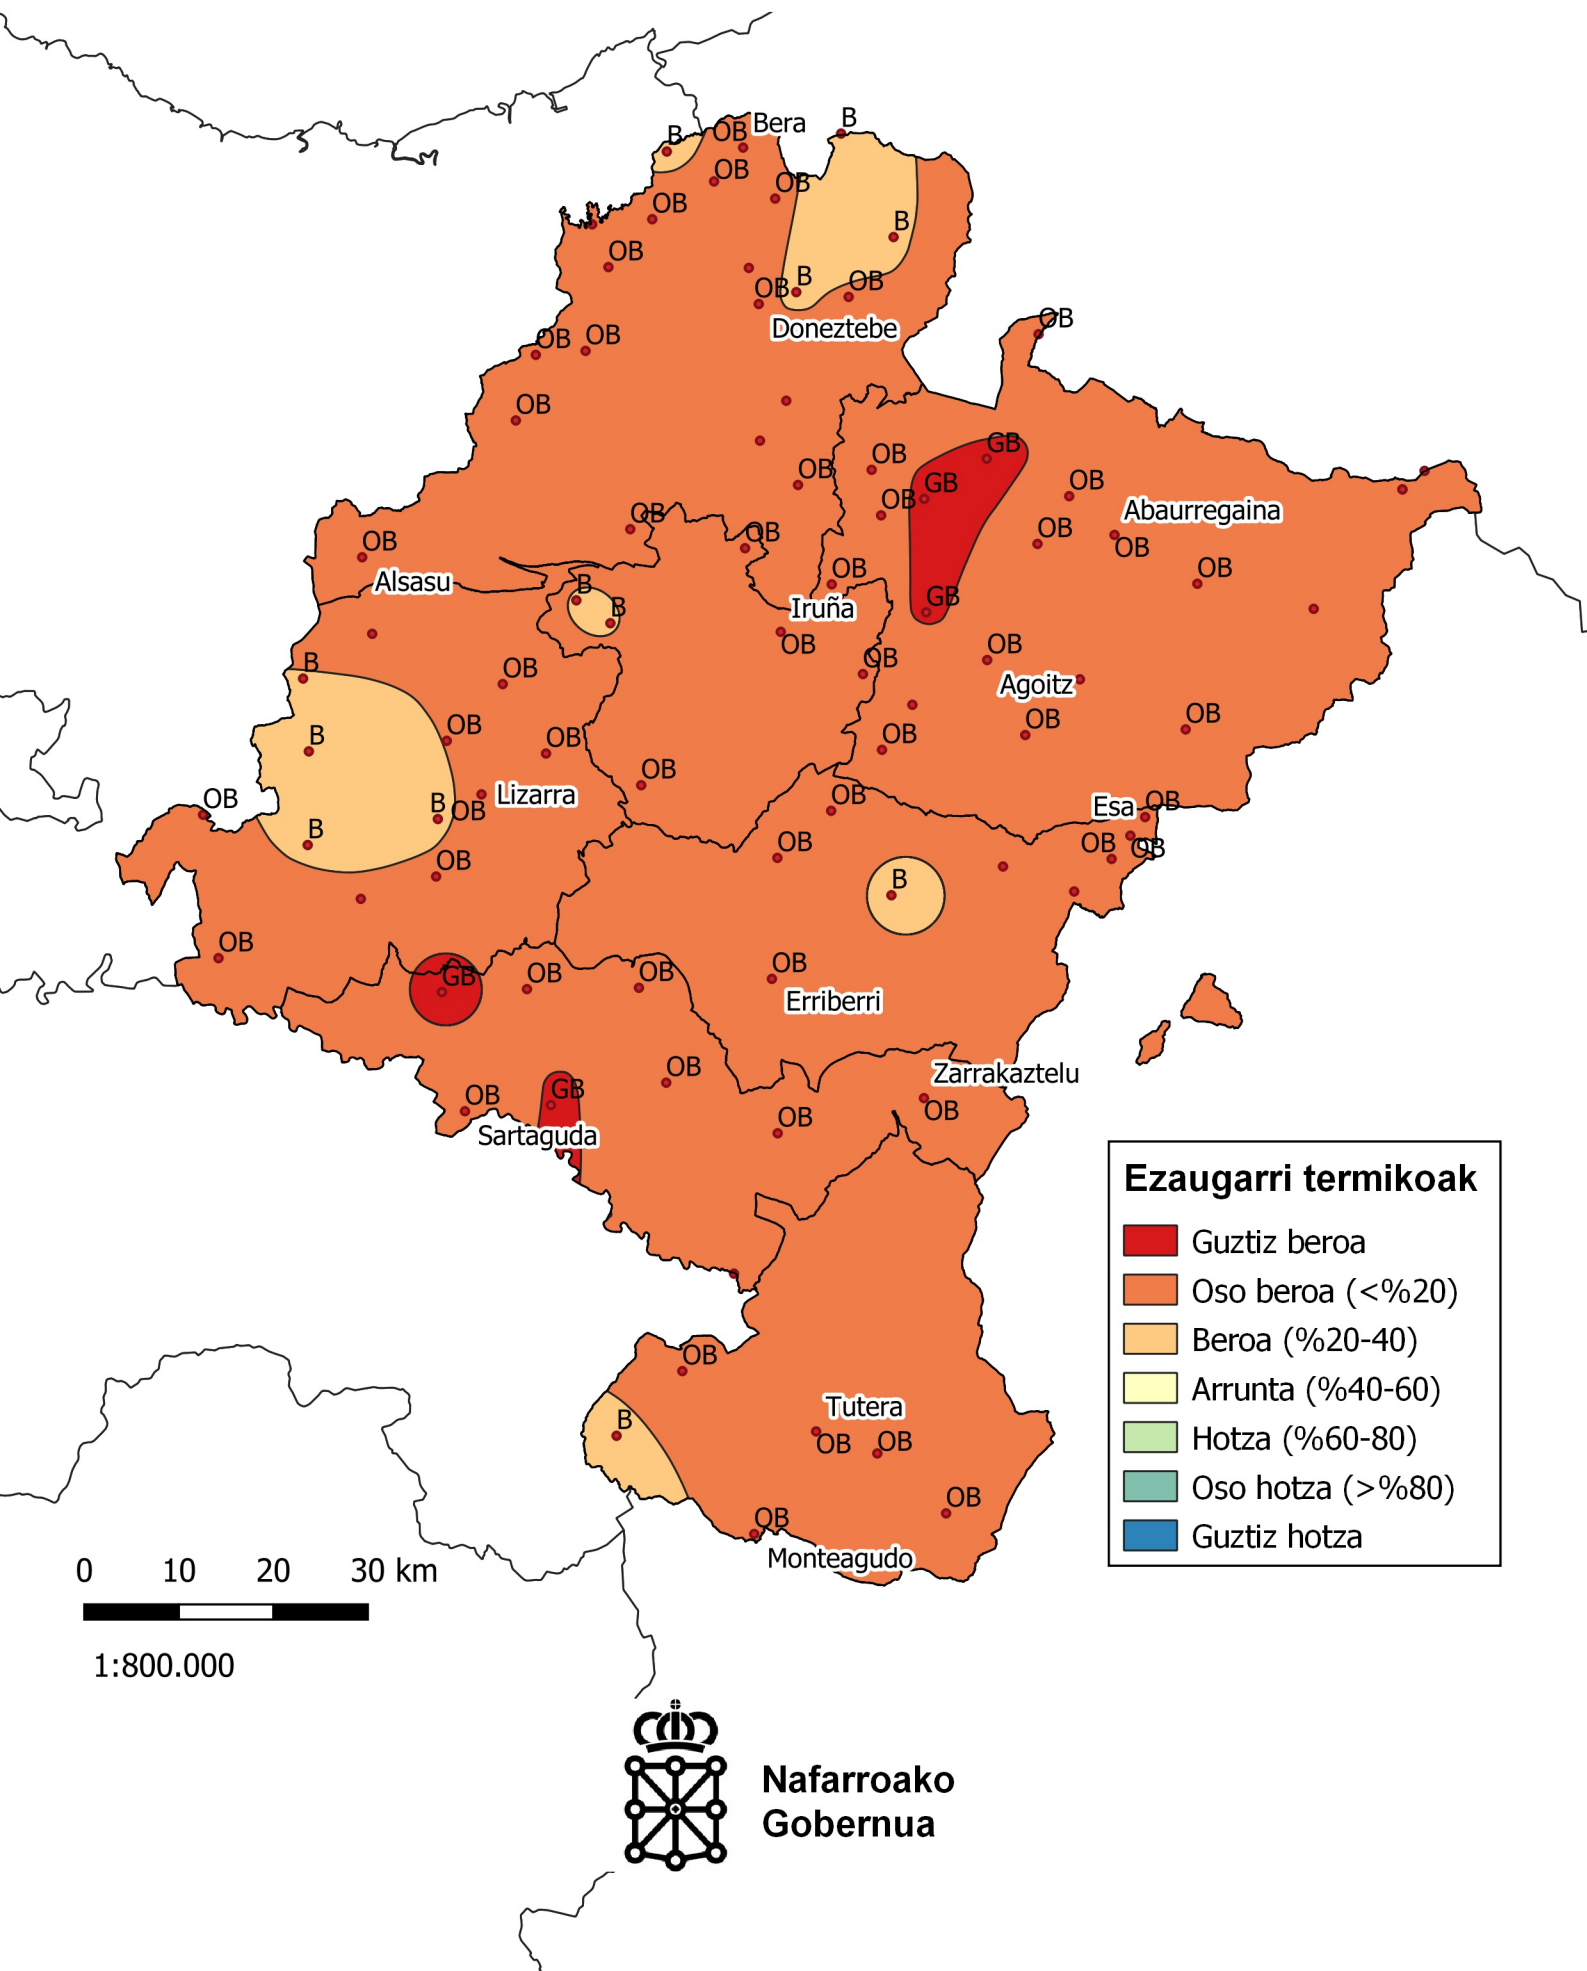 B
OB Bera
B
OB
OB
OB
B
OB
B
OB
OB
Doneztebe
OB
OB
OB
OB
OB
GB
OB
GB
OB
OB
OB
Abaurregaina
OB
OB
OB
OB
OB
Alsasu
OB
OB
B
B
GB
Iruña
OB
OB
OB
B
OB
Agoitz
OB
OB
OB
B
OB
OB
OB
OB
Lizarra
B
OB
OB
OB
Esa
OB
B
OB
OB
OB
OB
B
OB
GB
OB
OB
OB
Erriberri
OB
Zarrakaztelu
GB
OB
OB
OB
Sartaguda
OB
B
Tutera
OB
OB
OB
OB
Monteagudo
Ezaugarri termikoak
Guztiz beroa
Oso beroa (<%20)
Beroa (%20-40)
Arrunta (%40-60)
Hotza (%60-80)
Oso hotza (>%80)
Guztiz hotza
0 10 20 30 km
1:800.000
Nafarroako
Gobernua